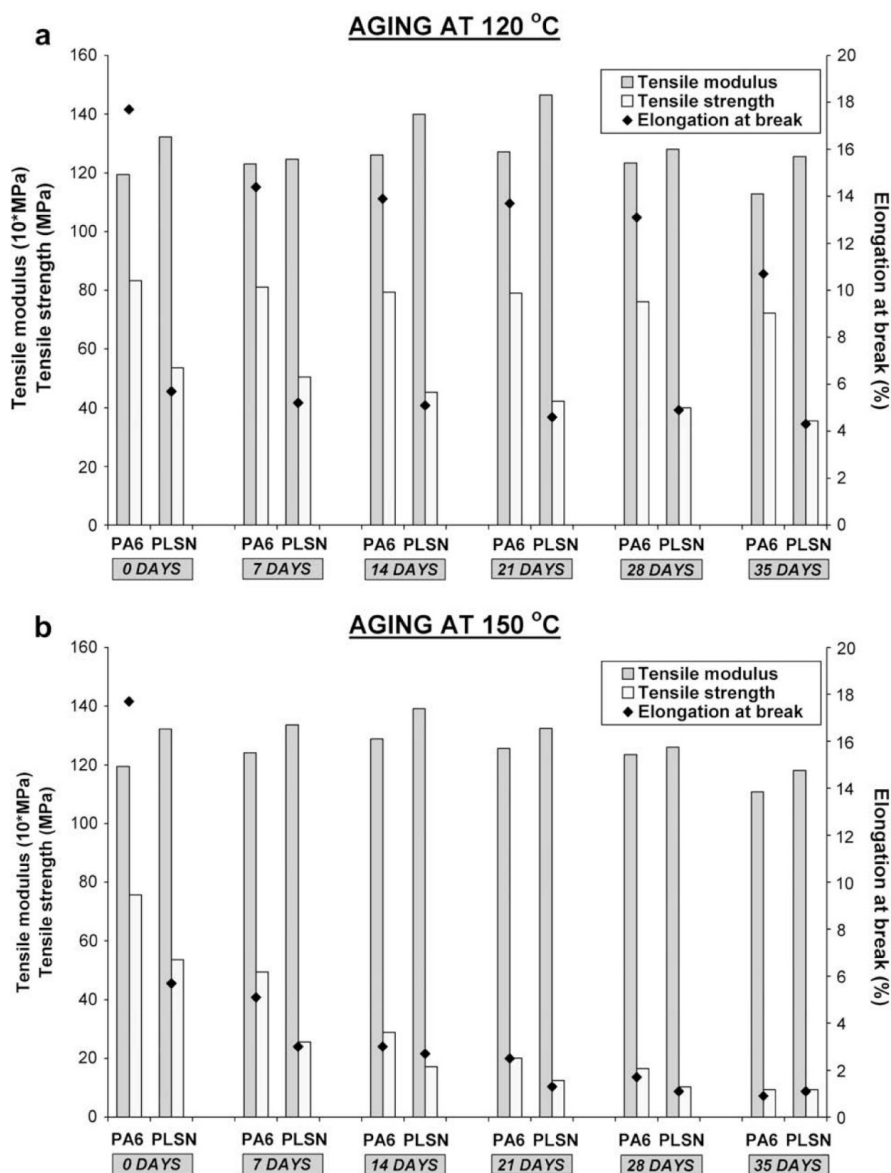 a
AGING AT 120 °C
160
140
120
100
80
60
40
20
0
Tensile modulus (10*MPa)
Tensile strength (MPa)
Tensile modulus
Tensile strength
Elongation at break
20
18
16
14
12
10
8
6
4
2
0
Elongation at break (%)
PA6 PLSN PA6 PLSN PA6 PLSN PA6 PLSN PA6 PLSN PA6 PLSN
0 DAYS 7 DAYS 14 DAYS 21 DAYS 28 DAYS 35 DAYS
b
AGING AT 150 °C
160
140
120
100
80
60
40
20
0
Tensile modulus (10*MPa)
Tensile strength (MPa)
Tensile modulus
Tensile strength
Elongation at break
20
18
16
14
12
10
8
6
4
2
0
Elongation at break (%)
PA6 PLSN PA6 PLSN PA6 PLSN PA6 PLSN PA6 PLSN PA6 PLSN
0 DAYS 7 DAYS 14 DAYS 21 DAYS 28 DAYS 35 DAYS